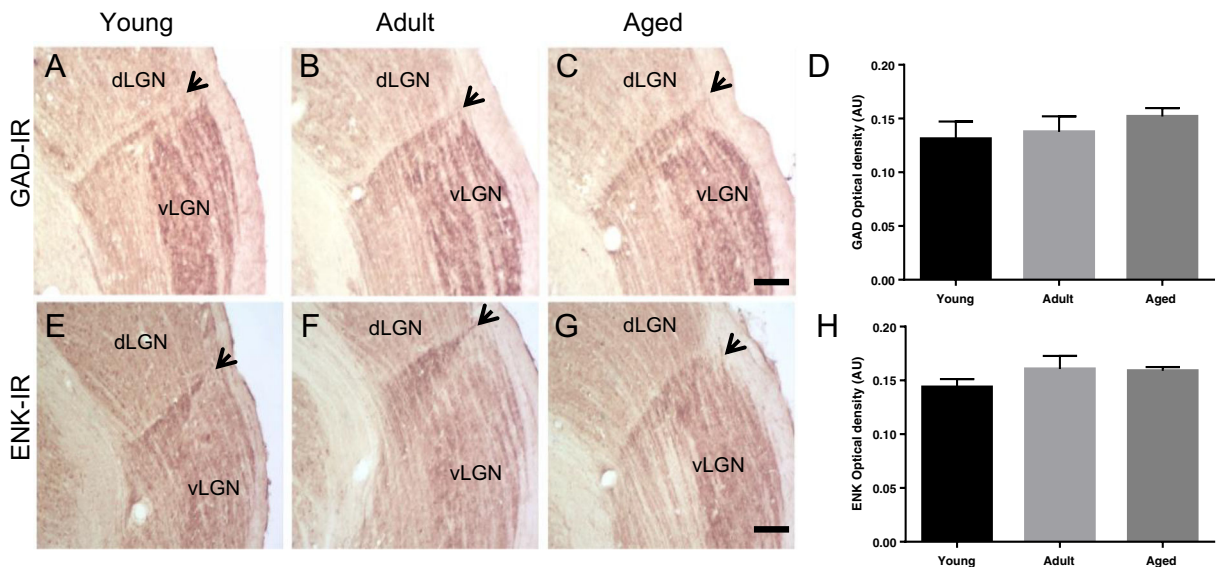 Young Adult Aged
GAD-IR
A dLGN vLGN
B dLGN vLGN
C dLGN vLGN
D
GAD Optical density (AU)
0.20
0.15
0.10
0.05
0.00
Young Adult Aged
ENK-IR
E dLGN vLGN
F dLGN vLGN
G dLGN vLGN
H
ENK Optical density (AU)
0.20
0.15
0.10
0.05
0.00
Young Adult Aged